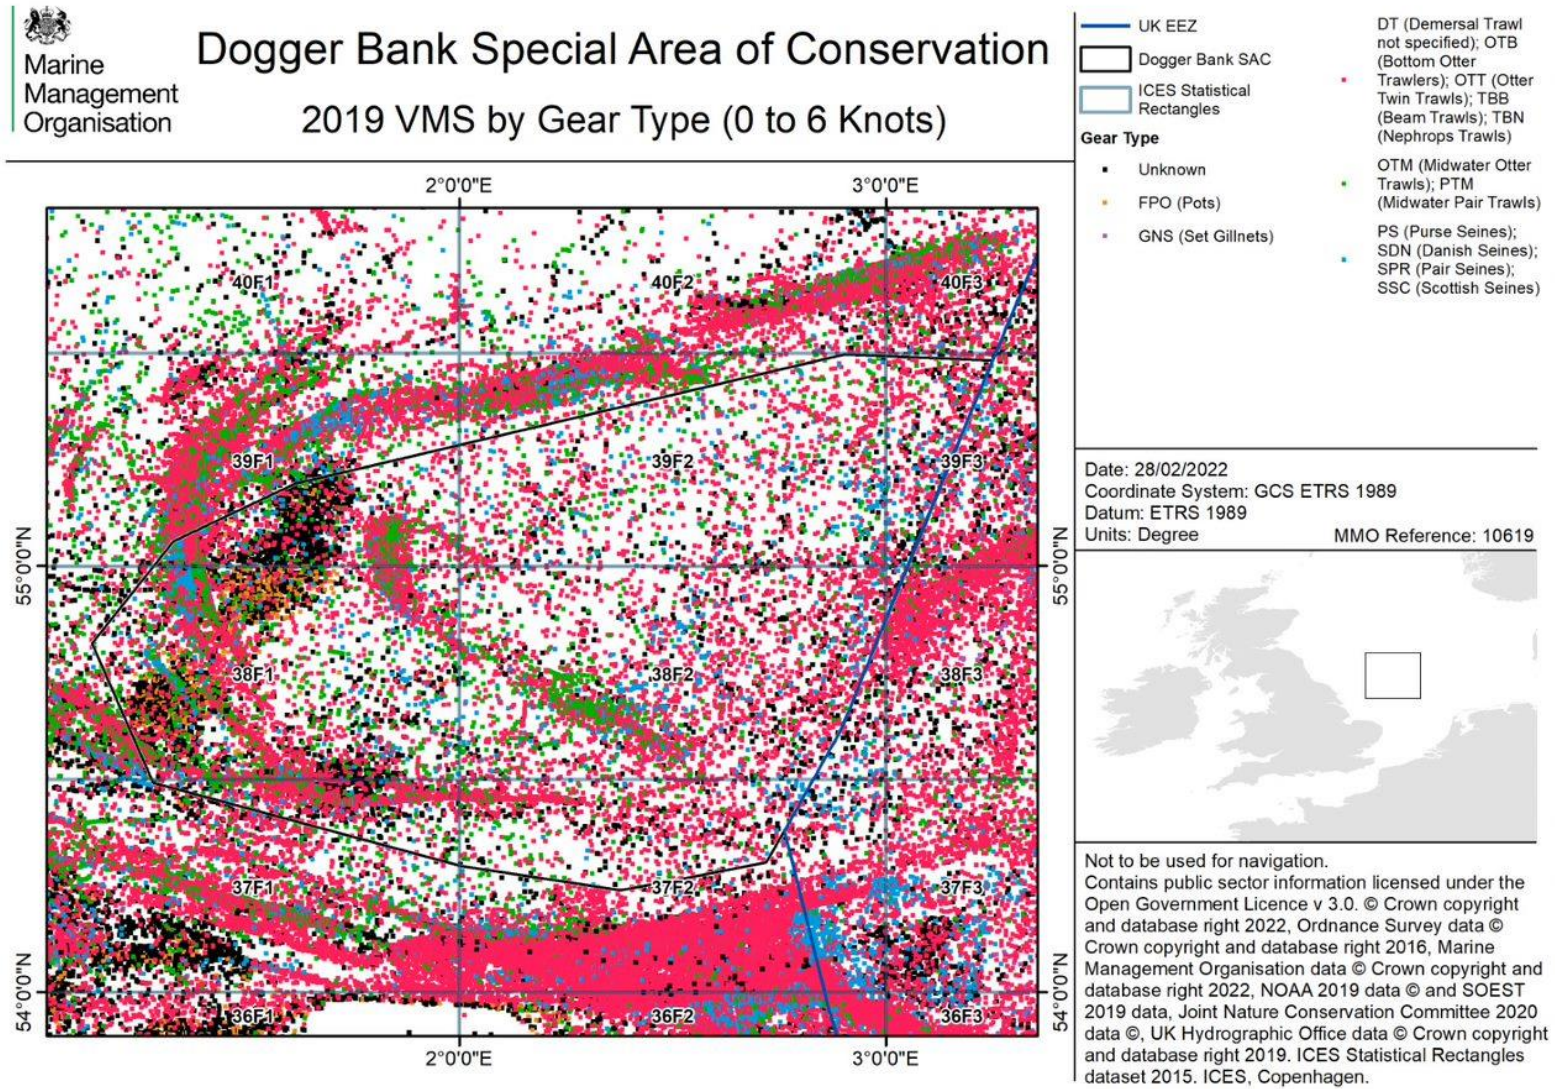 Marine
Management
Organisation
Dogger Bank Special Area of Conservation
2019 VMS by Gear Type (0 to 6 Knots)
UK EEZ
Dogger Bank SAC
ICES Statistical
Rectangles
Gear Type
Unknown
FPO (Pots)
GNS (Set Gillnets)
DT (Demersal Trawl
not specified); OTB
(Bottom Otter
Trawlers); OTT (Otter
Twin Trawls); TBB
(Beam Trawls); TBN
(Nephrops Trawls)
OTM (Midwater Otter
Trawls); PTM
(Midwater Pair Trawls)
PS (Purse Seines);
SDN (Danish Seines);
SPR (Pair Seines);
SSC (Scottish Seines)
2°0'0"E
3°0'0"E
40F1
40F2
40F3
39F1
39F2
39F3
55°0'0"N
55°0'0"N
38F1
38F2
38F3
37F1
37F2
37F3
54°0'0"N
54°0'0"N
36F1
36F2
36F3
2°0'0"E
3°0'0"E
Date: 28/02/2022
Coordinate System: GCS ETRS 1989
Datum: ETRS 1989
Units: Degree
MMO Reference: 10619
Not to be used for navigation.
Contains public sector information licensed under the
Open Government Licence v 3.0. © Crown copyright
and database right 2022, Ordnance Survey data ©
Crown copyright and database right 2016, Marine
Management Organisation data © Crown copyright and
database right 2022, NOAA 2019 data © and SOEST
2019 data, Joint Nature Conservation Committee 2020
data ©, UK Hydrographic Office data © Crown copyright
and database right 2019. ICES Statistical Rectangles
dataset 2015. ICES, Copenhagen.